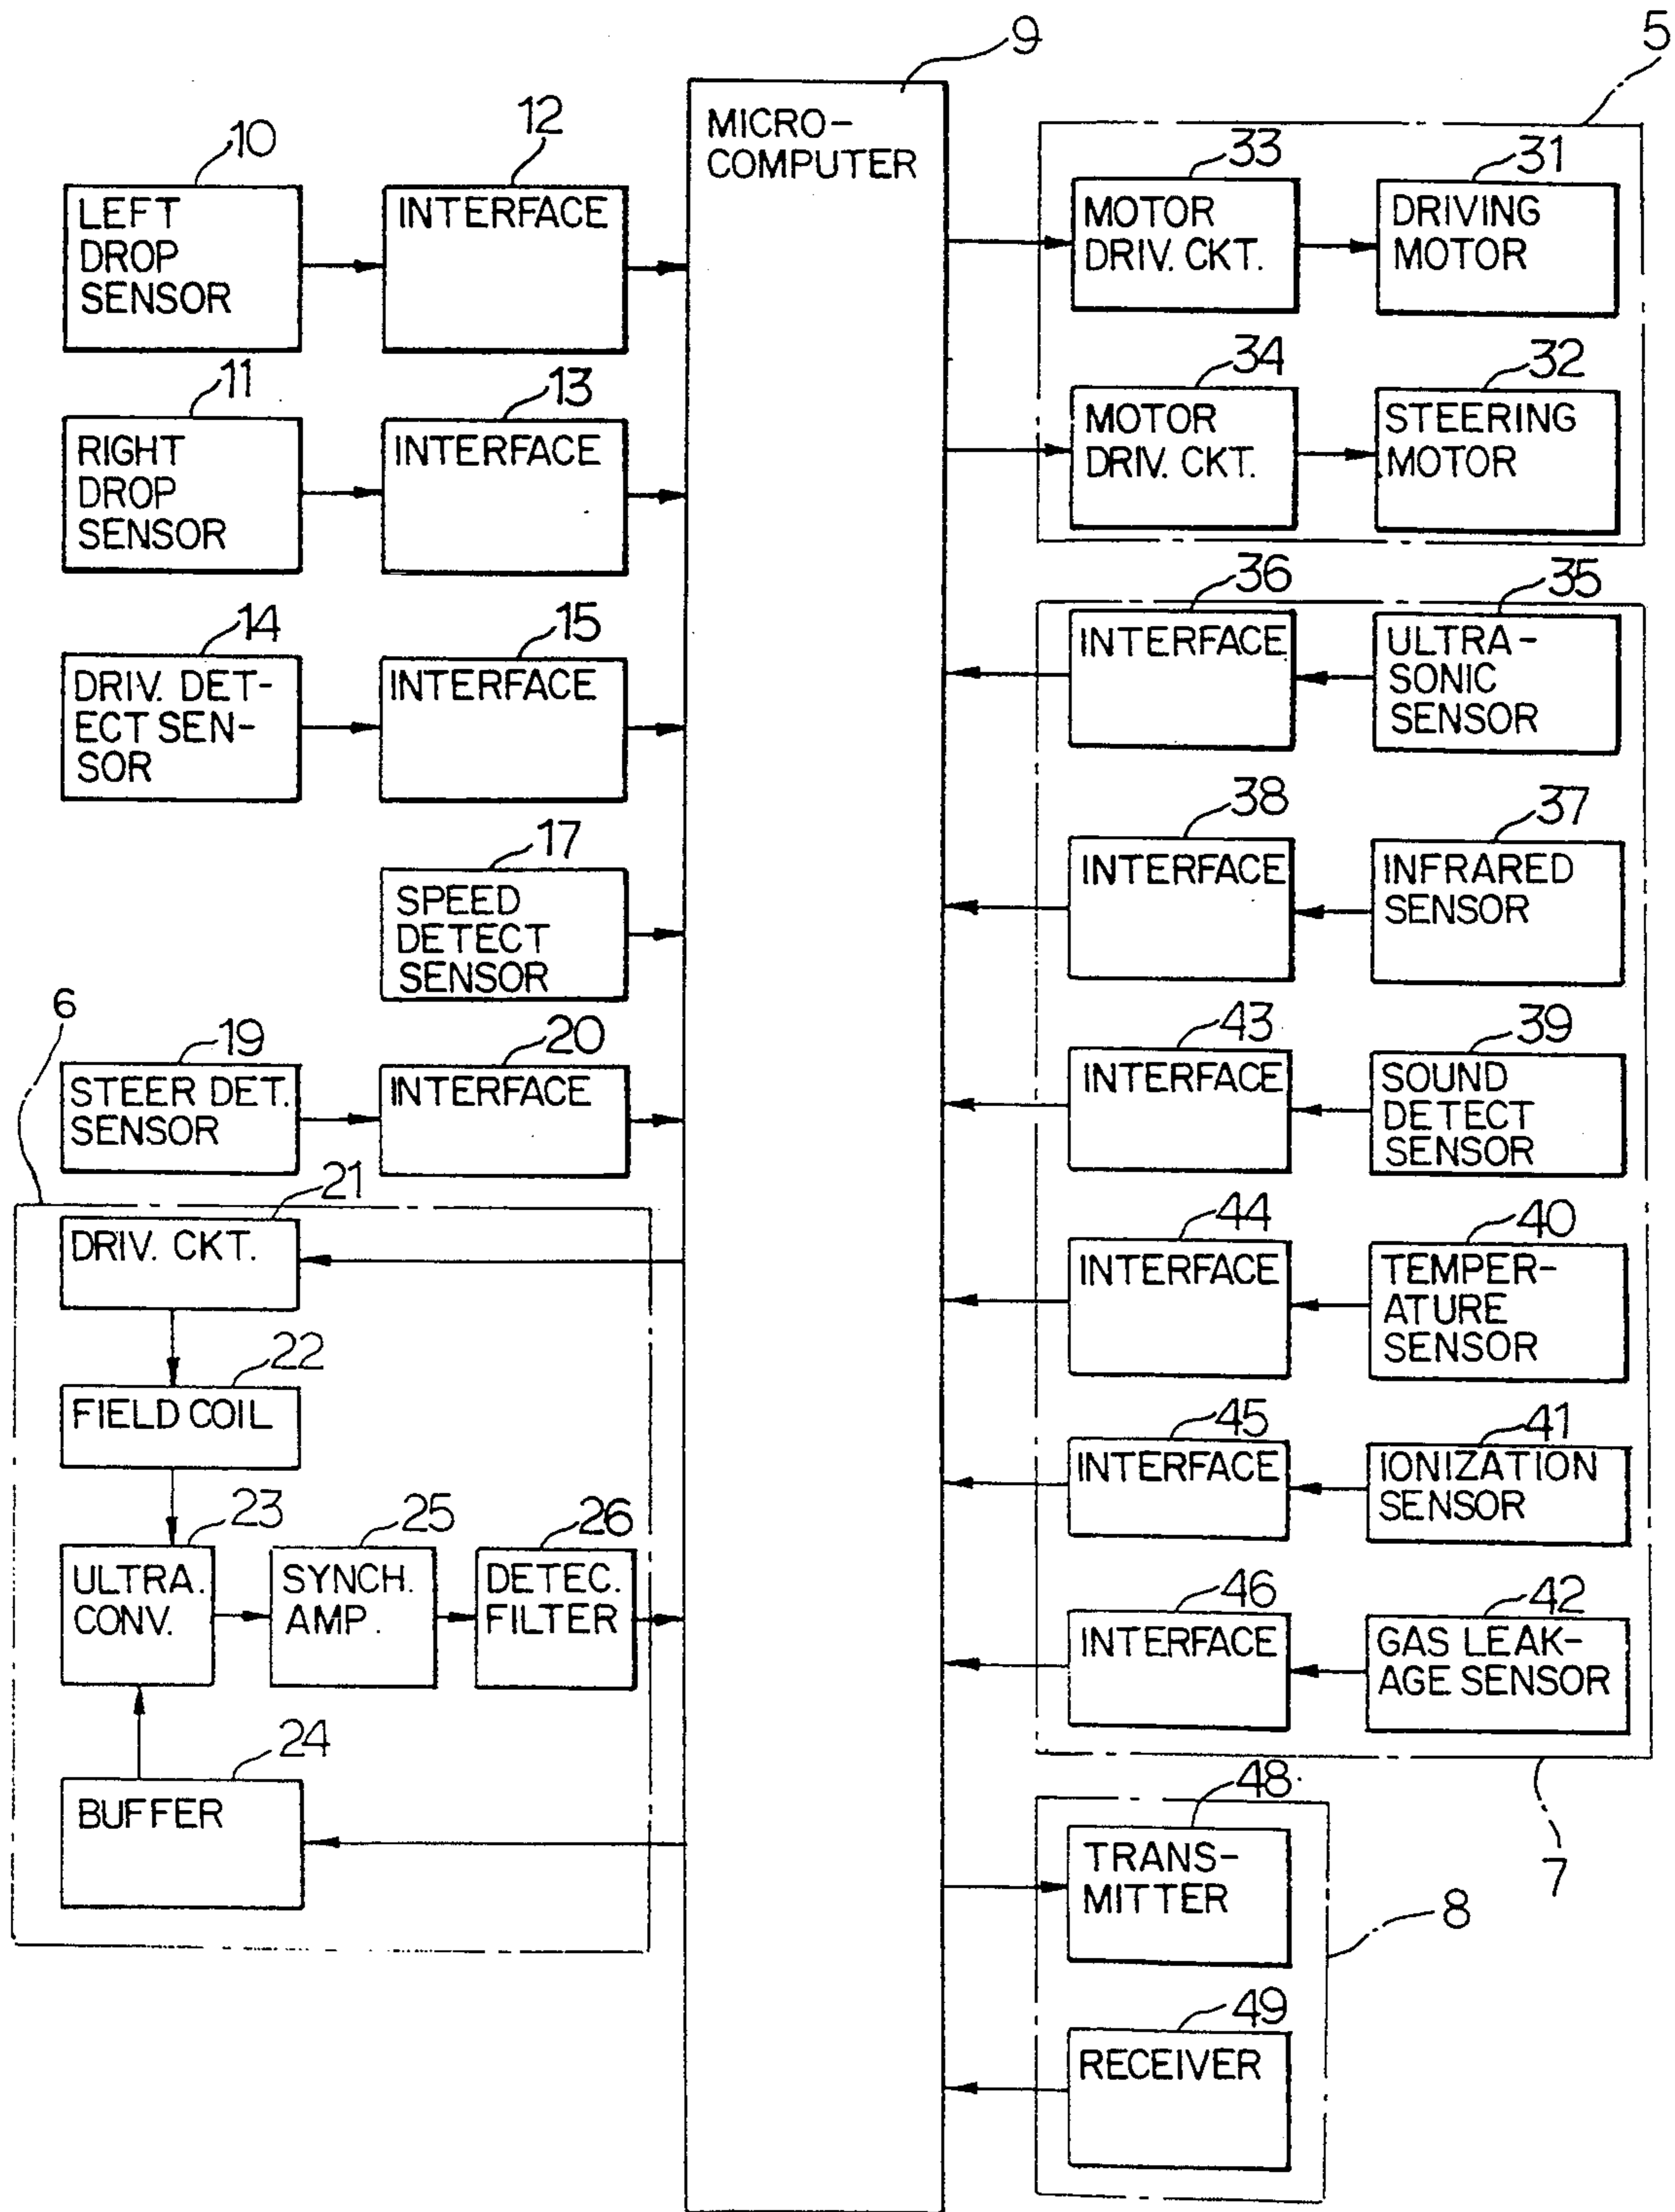 9
MICRO-
COMPUTER
10
LEFT
DROP
SENSOR
12
INTERFACE
11
RIGHT
DROP
SENSOR
13
INTERFACE
14
DRIV. DET-
ECT SEN-
SOR
15
INTERFACE
17
SPEED
DETECT
SENSOR
19
STEER DET.
SENSOR
20
INTERFACE
6
21
DRIV. CKT.
22
FIELD COIL
23
ULTRA.
CONV.
25
SYNCH.
AMP.
26
DETEC.
FILTER
24
BUFFER
5
33
MOTOR
DRIV. CKT.
31
DRIVING
MOTOR
34
MOTOR
DRIV. CKT.
32
STEERING
MOTOR
36
INTERFACE
35
ULTRA-
SONIC
SENSOR
38
INTERFACE
37
INFRARED
SENSOR
43
INTERFACE
39
SOUND
DETECT
SENSOR
44
INTERFACE
40
TEMPER-
ATURE
SENSOR
45
INTERFACE
41
IONIZATION
SENSOR
46
INTERFACE
42
GAS LEAK-
AGE SENSOR
7
48
TRANS-
MITTER
8
49
RECEIVER